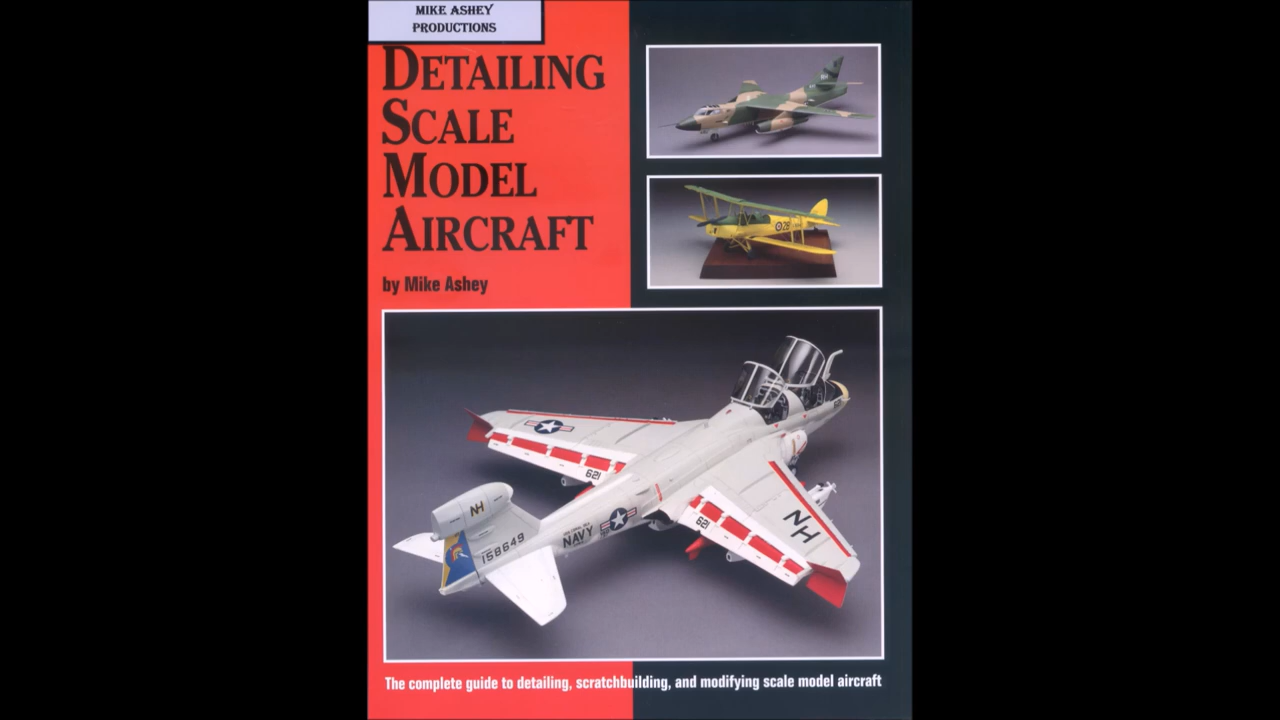 MIKE ASHEY
PRODUCTIONS
DETAILING
SCALE
MODEL
AIRCRAFT
by Mike Ashey
621
NH
NH
621
158649
NAVY
The complete guide to detailing, scratchbuilding, and modifying scale model aircraft